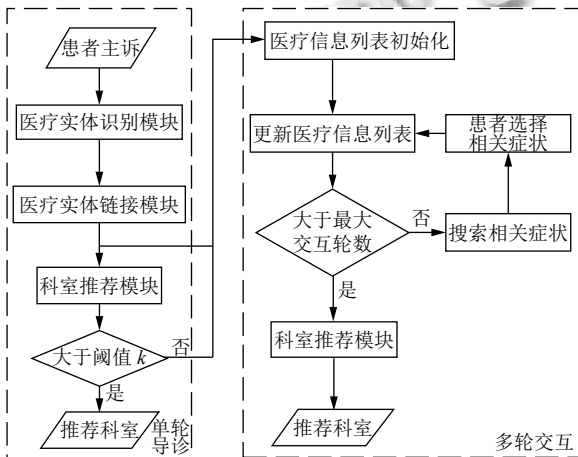 患者主诉
医疗实体识别模块
医疗实体链接模块
科室推荐模块
大于阈值 k
否
是
推荐科室
单轮
导诊
医疗信息列表初始化
更新医疗信息列表
患者选择
相关症状
大于最大
交互轮数
否
搜索相关症状
是
科室推荐模块
推荐科室
多轮交互